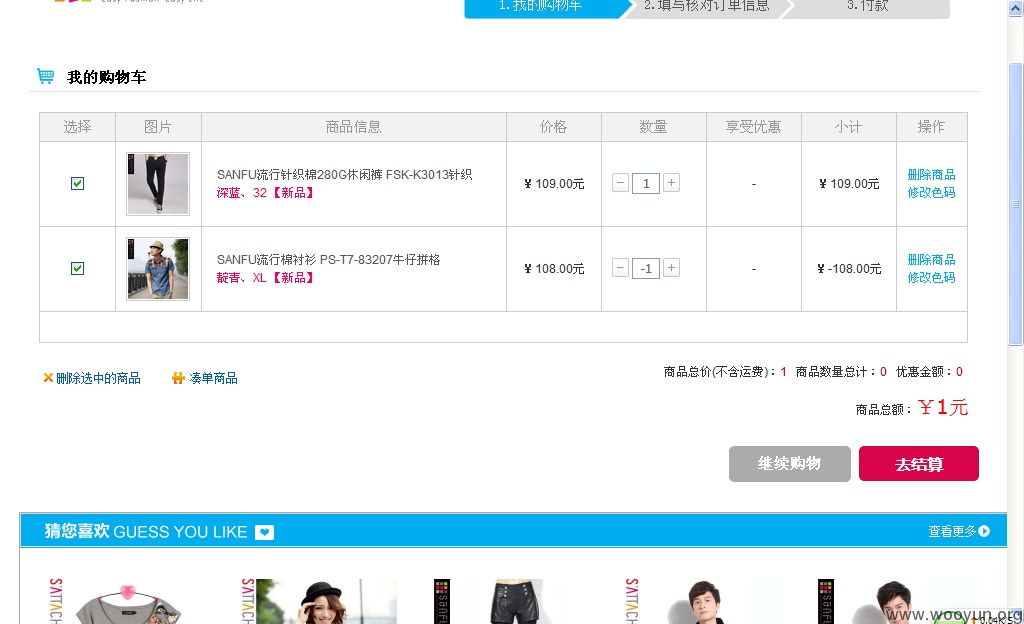 1.我的购物车
2.填写核对订单信息
3.付款
我的购物车
选择 图片 商品信息 价格 数量 享受优惠 小计 操作
SANFU流行针织棉280G休闲裤 FSK-K3013针织
深蓝、32【新品】
¥ 109.00元
− 1 +
-
¥ 109.00元
删除商品
修改色码
SANFU流行棉衬衫 PS-T7-83207牛仔拼格
靛青、XL【新品】
¥ 108.00元
− -1 +
-
¥ -108.00元
删除商品
修改色码
删除选中的商品
凑单商品
商品总价(不含运费)：1 商品数量总计：0 优惠金额：0
商品总额：￥1元
继续购物
去结算
猜您喜欢 GUESS YOU LIKE
查看更多
S'ATTACH
S'ATTACH
sanfu
S'ATTACH
sanfu
www.wooyun.org